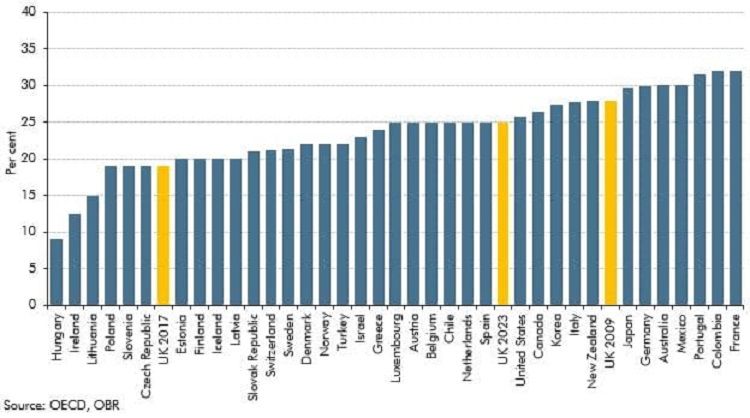 40
35
30
25
20
15
10
5
0
Per cent
Hungary
Ireland
Lithuania
Poland
Slovenia
Czech Republic
UK 2017
Estonia
Finland
Iceland
Latvia
Slovak Republic
Switzerland
Sweden
Denmark
Norway
Turkey
Israel
Greece
Luxembourg
Austria
Belgium
Chile
Netherlands
Spain
UK 2023
United States
Canada
Korea
Italy
New Zealand
UK 2009
Japan
Germany
Australia
Mexico
Portugal
Colombia
France
Source: OECD, OBR